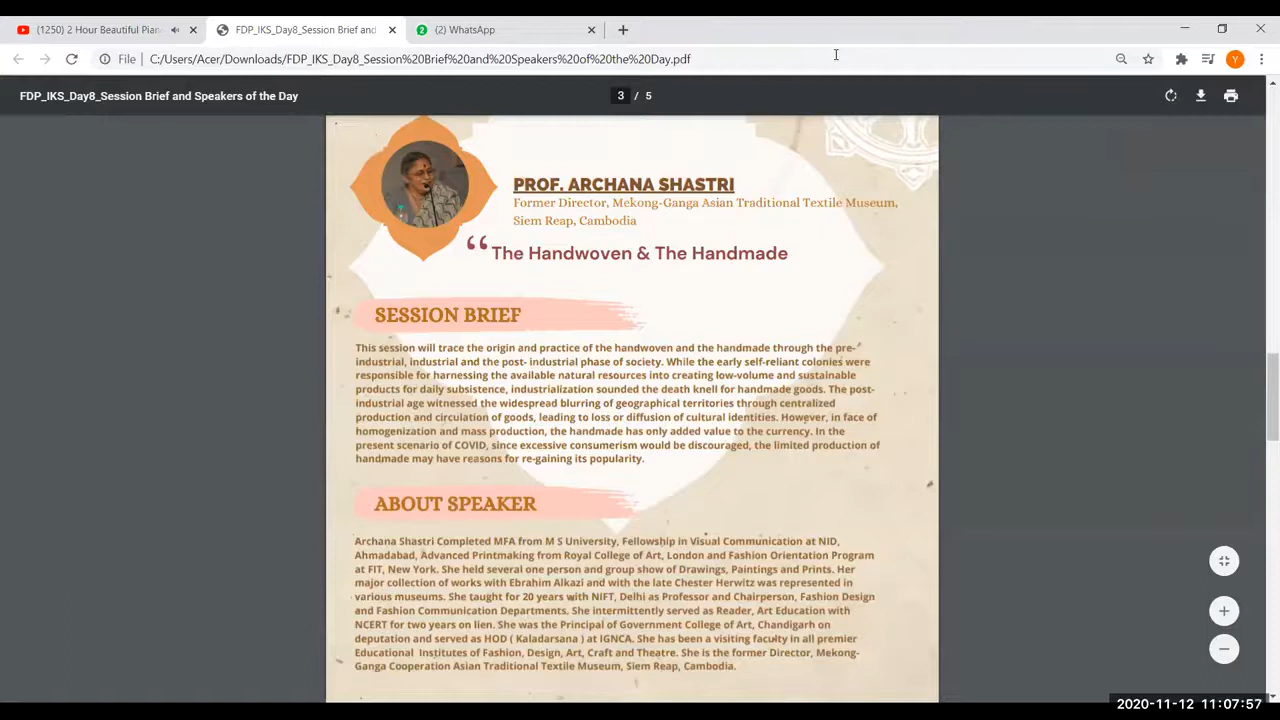 (1250) 2 Hour Beautiful Pian
FDP_IKS_Day8_Session Brief and
2 (2) WhatsApp
File C:/Users/Acer/Downloads/FDP_IKS_Day8_Session%20Brief%20and%20Speakers%20of%20the%20Day.pdf
Y
FDP_IKS_Day8_Session Brief and Speakers of the Day
3 / 5
PROF. ARCHANA SHASTRI
Former Director, Mekong-Ganga Asian Traditional Textile Museum,
Siem Reap, Cambodia
“The Handwoven & The Handmade
SESSION BRIEF
This session will trace the origin and practice of the handwoven and the handmade through the pre-
industrial, industrial and the post- industrial phase of society. While the early self-reliant colonies were
responsible for harnessing the available natural resources into creating low-volume and sustainable
products for daily subsistence, industrialization sounded the death knell for handmade goods. The post-
industrial age witnessed the widespread blurring of geographical territories through centralized
production and circulation of goods, leading to loss or diffusion of cultural identities. However, in face of
homogenization and mass production, the handmade has only added value to the currency. In the
present scenario of COVID, since excessive consumerism would be discouraged, the limited production of
handmade may have reasons for re-gaining its popularity.
ABOUT SPEAKER
Archana Shastri Completed MFA from M S University, Fellowship in Visual Communication at NID,
Ahmadabad, Advanced Printmaking from Royal College of Art, London and Fashion Orientation Program
at FIT, New York. She held several one person and group show of Drawings, Paintings and Prints. Her
major collection of works with Ebrahim Alkazi and with the late Chester Herwitz was represented in
various museums. She taught for 20 years with NIFT, Delhi as Professor and Chairperson, Fashion Design
and Fashion Communication Departments. She intermittently served as Reader, Art Education with
NCERT for two years on lien. She was the Principal of Government College of Art, Chandigarh on
deputation and served as HOD ( Kaladarsana ) at IGNCA. She has been a visiting faculty in all premier
Educational Institutes of Fashion, Design, Art, Craft and Theatre. She is the former Director, Mekong-
Ganga Cooperation Asian Traditional Textile Museum, Siem Reap, Cambodia.
2020-11-12 11:07:57